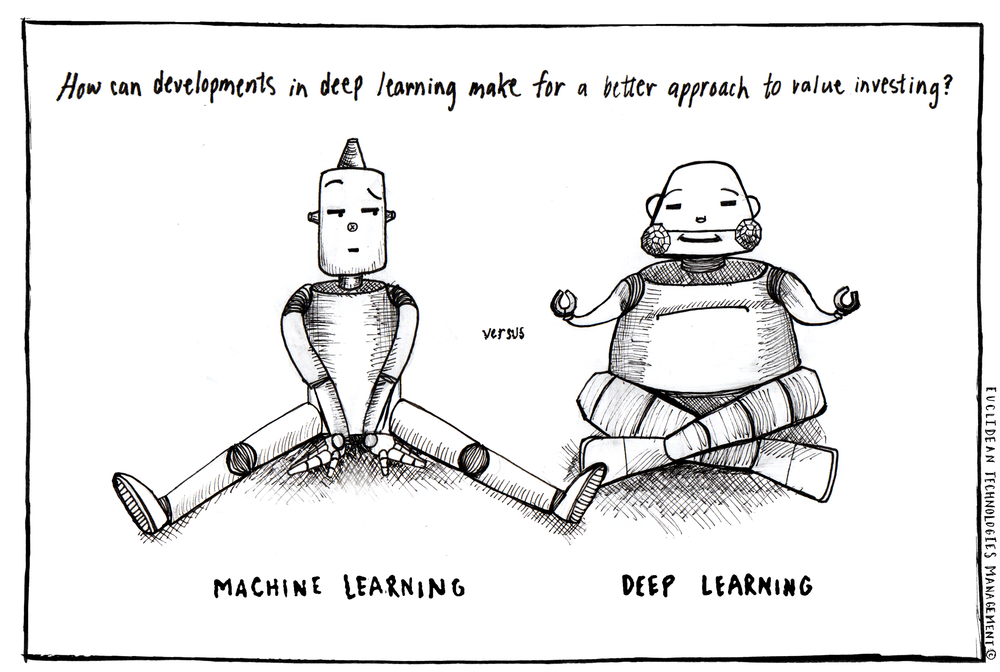 How can developments in deep learning make for a better approach to value investing?
versus
MACHINE LEARNING
DEEP LEARNING
EUCLIDEAN TECHNOLOGIES MANAGEMENT ©